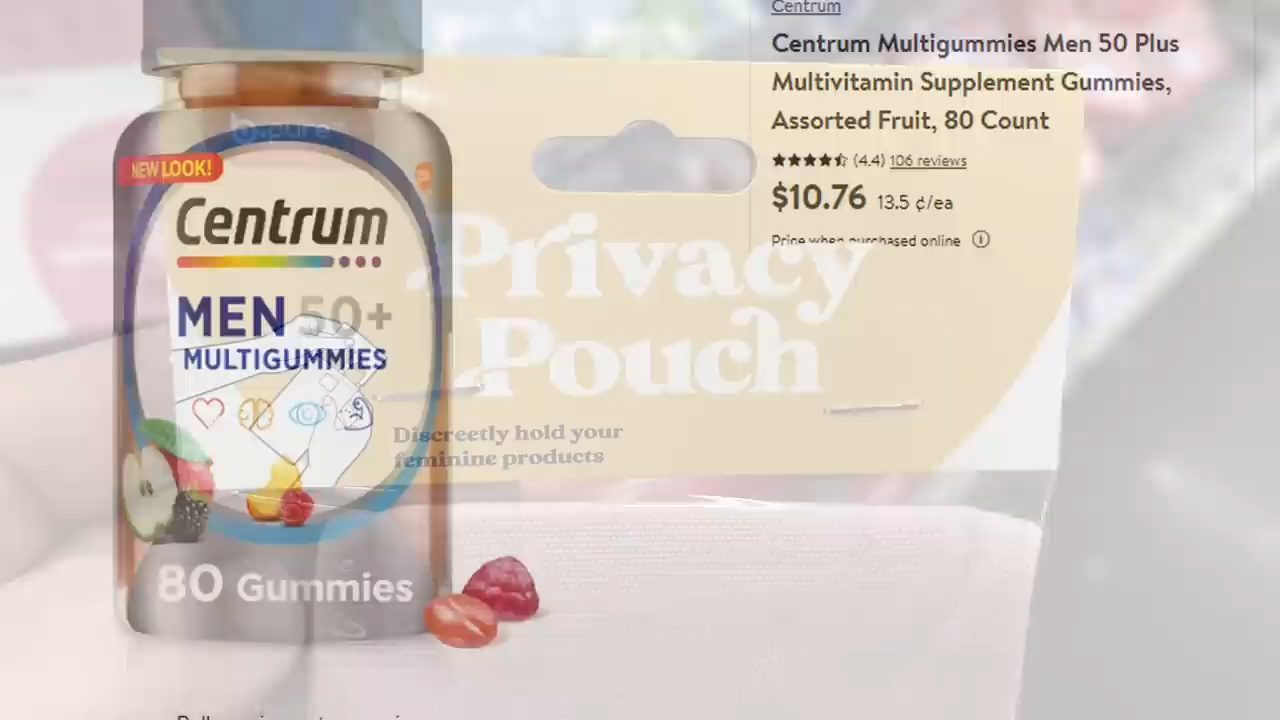 Centrum
Centrum Multigummies Men 50 Plus
Multivitamin Supplement Gummies,
Assorted Fruit, 80 Count
(4.4) 106 reviews
$10.76 13.5 ¢/ea
Price when purchased online
b.pure
NEW LOOK!
Centrum
MEN 50+
MULTIGUMMIES
80 Gummies
Privacy
Pouch
Discreetly hold your
feminine products